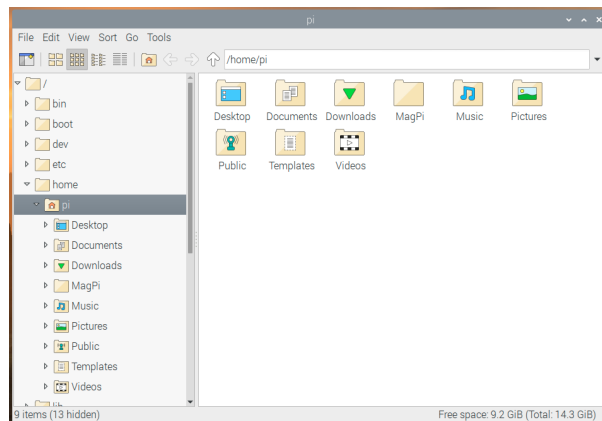 pi
File Edit View Sort Go Tools
/home/pi
/
bin
boot
dev
etc
home
pi
Desktop
Documents
Downloads
MagPi
Music
Pictures
Public
Templates
Videos
lib
Desktop Documents Downloads MagPi Music Pictures
Public Templates Videos
9 items (13 hidden) Free space: 9.2 GiB (Total: 14.3 GiB)